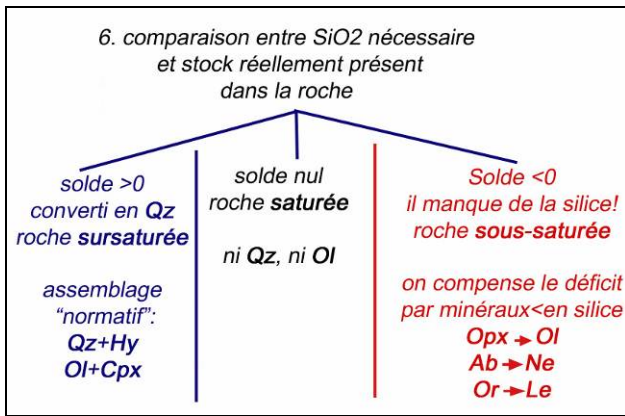 6. comparaison entre SiO2 nécessaire
et stock réellement présent
dans la roche
solde >0
converti en Qz
roche sursaturée
assemblage
"normatif":
Qz+Hy
Ol+Cpx
solde nul
roche saturée
ni Qz, ni Ol
Solde <0
il manque de la silice!
roche sous-saturée
on compense le déficit
par minéraux<en silice
Opx → Ol
Ab → Ne
Or → Le